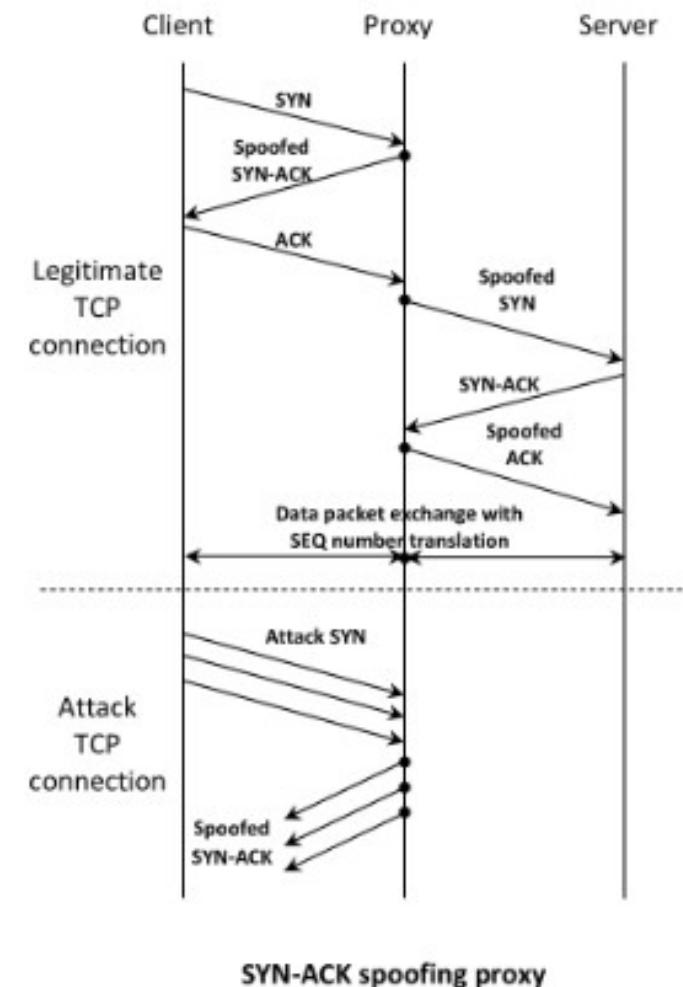 Client Proxy Server
SYN
Spoofed
SYN-ACK
ACK
Legitimate
TCP
connection
Spoofed
SYN
SYN-ACK
Spoofed
ACK
Data packet exchange with
SEQ number translation
Attack SYN
Attack
TCP
connection
Spoofed
SYN-ACK
SYN-ACK spoofing proxy